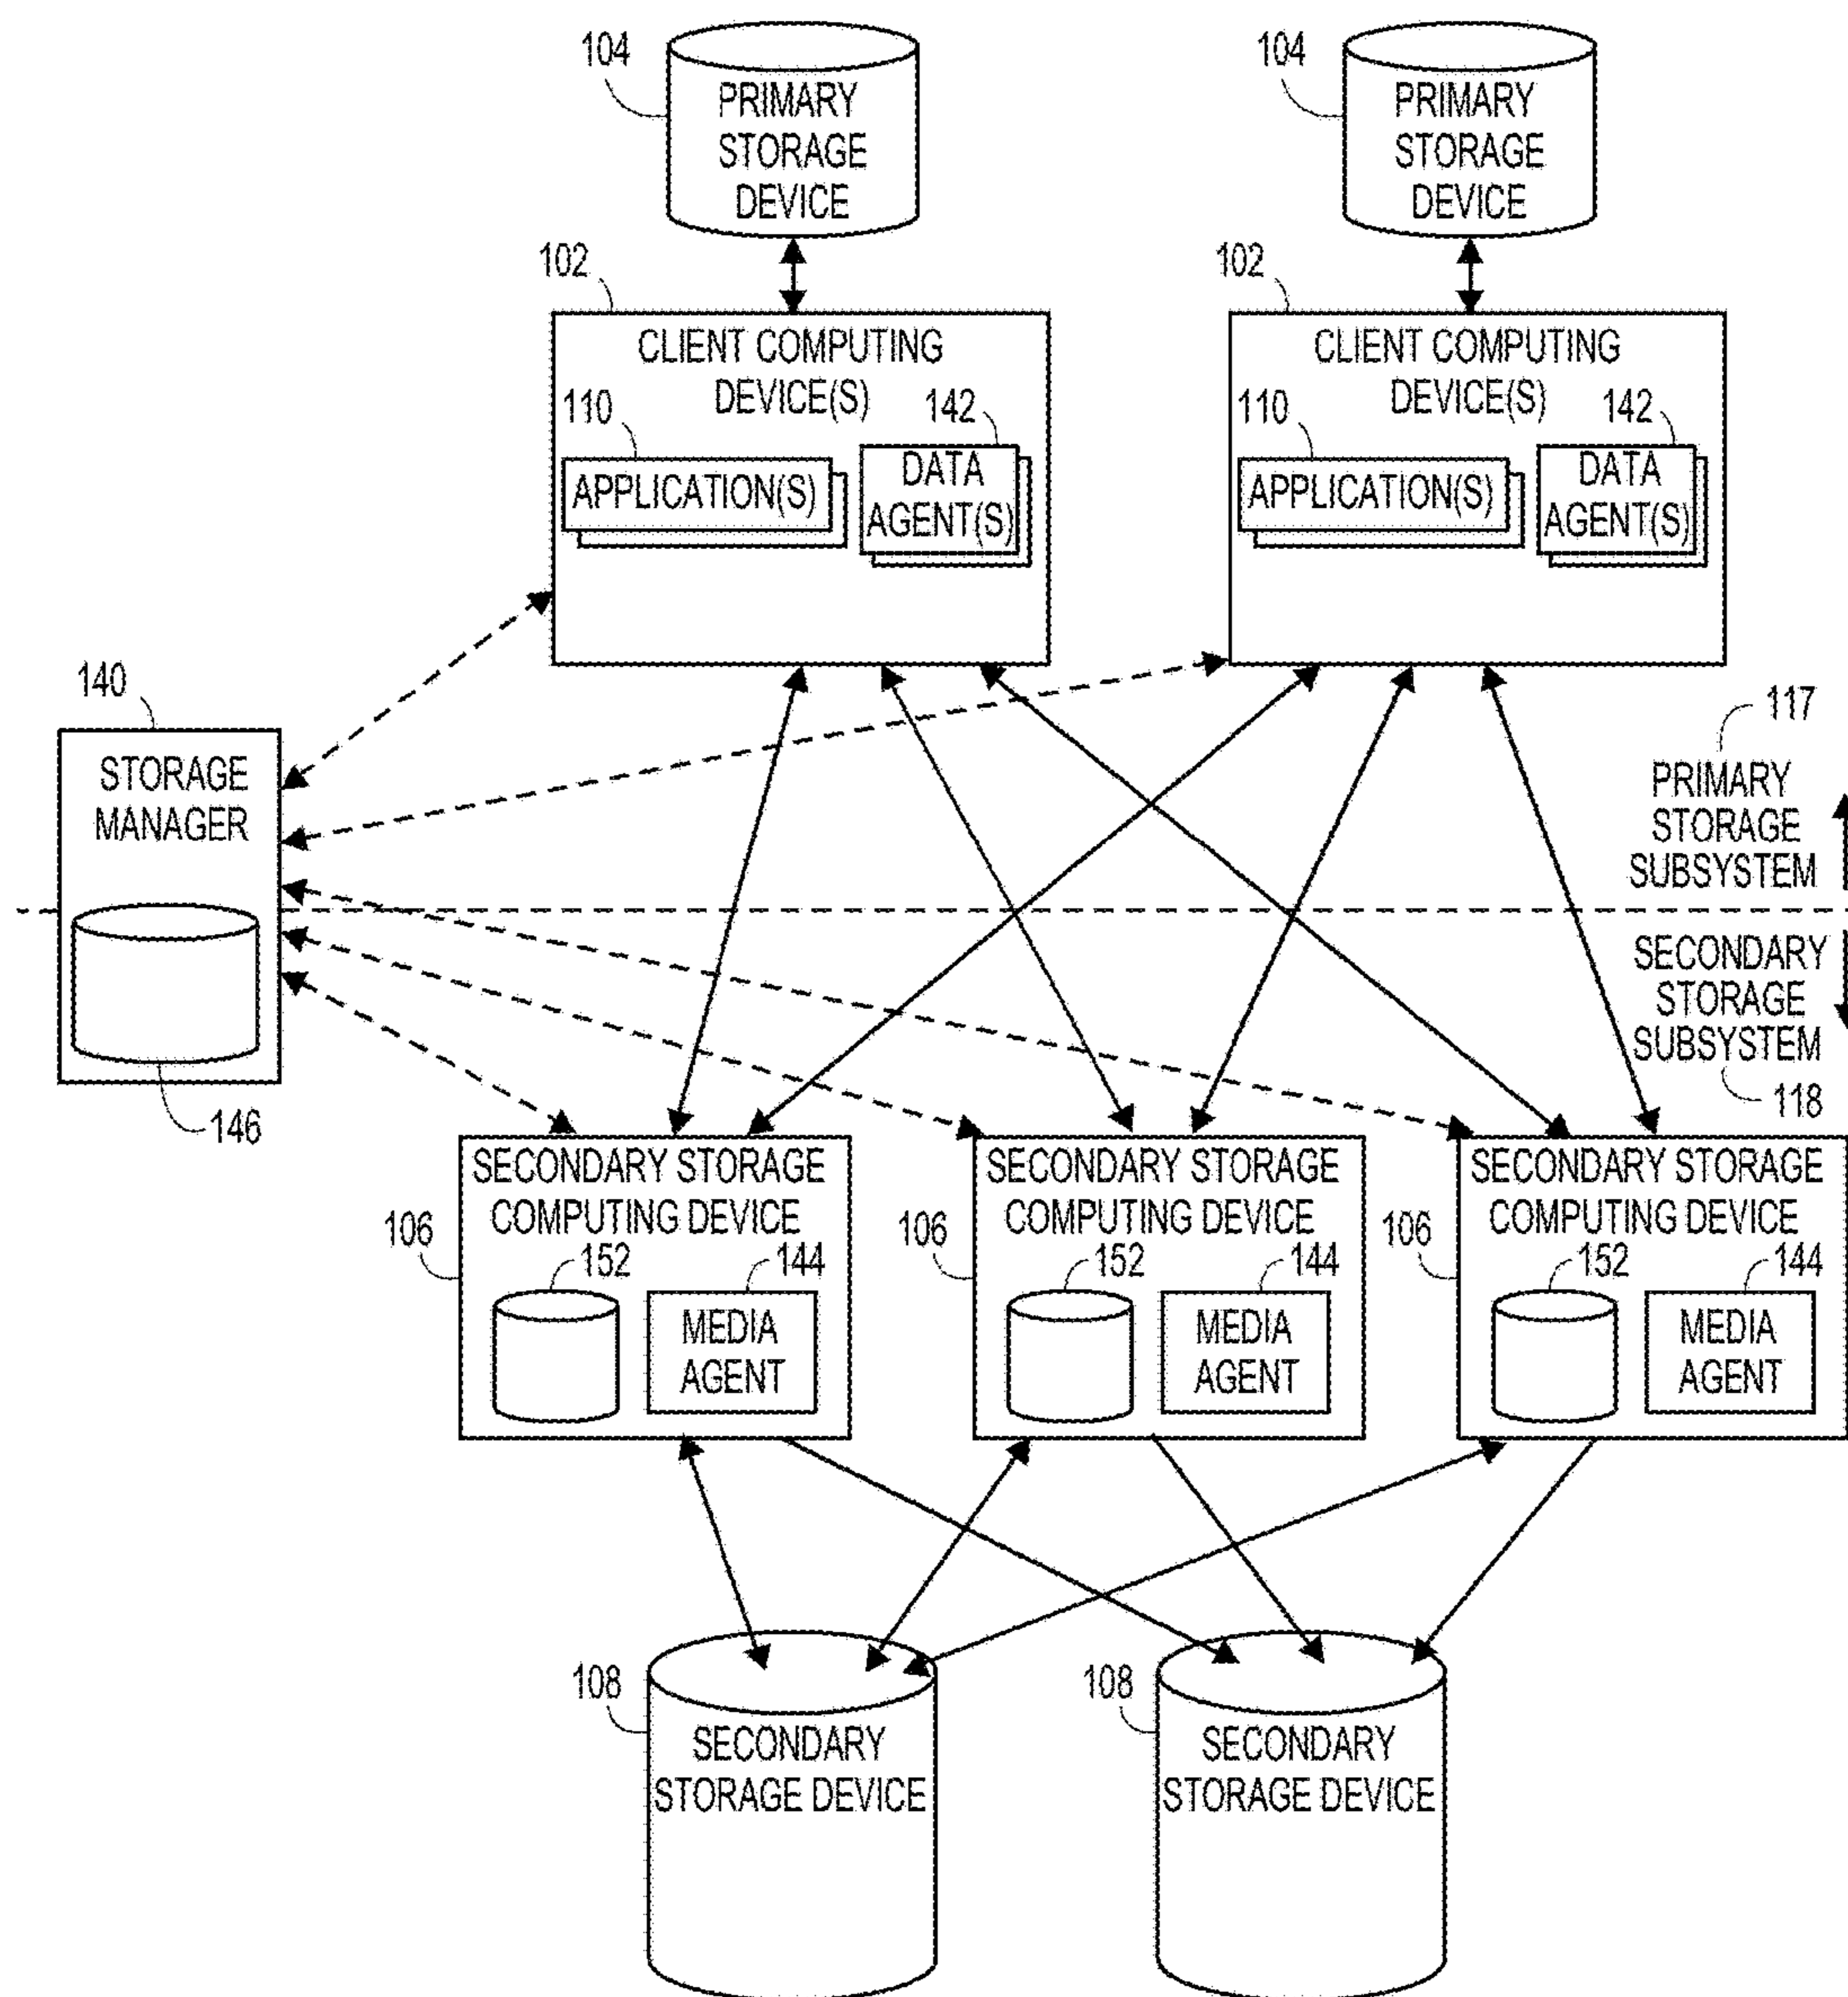 104
PRIMARY
STORAGE
DEVICE
104
PRIMARY
STORAGE
DEVICE
102
CLIENT COMPUTING
DEVICE(S)
110
142
APPLICATION(S)
DATA
AGENT(S)
102
CLIENT COMPUTING
DEVICE(S)
110
142
APPLICATION(S)
DATA
AGENT(S)
140
STORAGE
MANAGER
146
117
PRIMARY
STORAGE
SUBSYSTEM
SECONDARY
STORAGE
SUBSYSTEM
118
106
SECONDARY STORAGE
COMPUTING DEVICE
152
144
MEDIA
AGENT
106
SECONDARY STORAGE
COMPUTING DEVICE
152
144
MEDIA
AGENT
106
SECONDARY STORAGE
COMPUTING DEVICE
152
144
MEDIA
AGENT
108
SECONDARY
STORAGE DEVICE
108
SECONDARY
STORAGE DEVICE